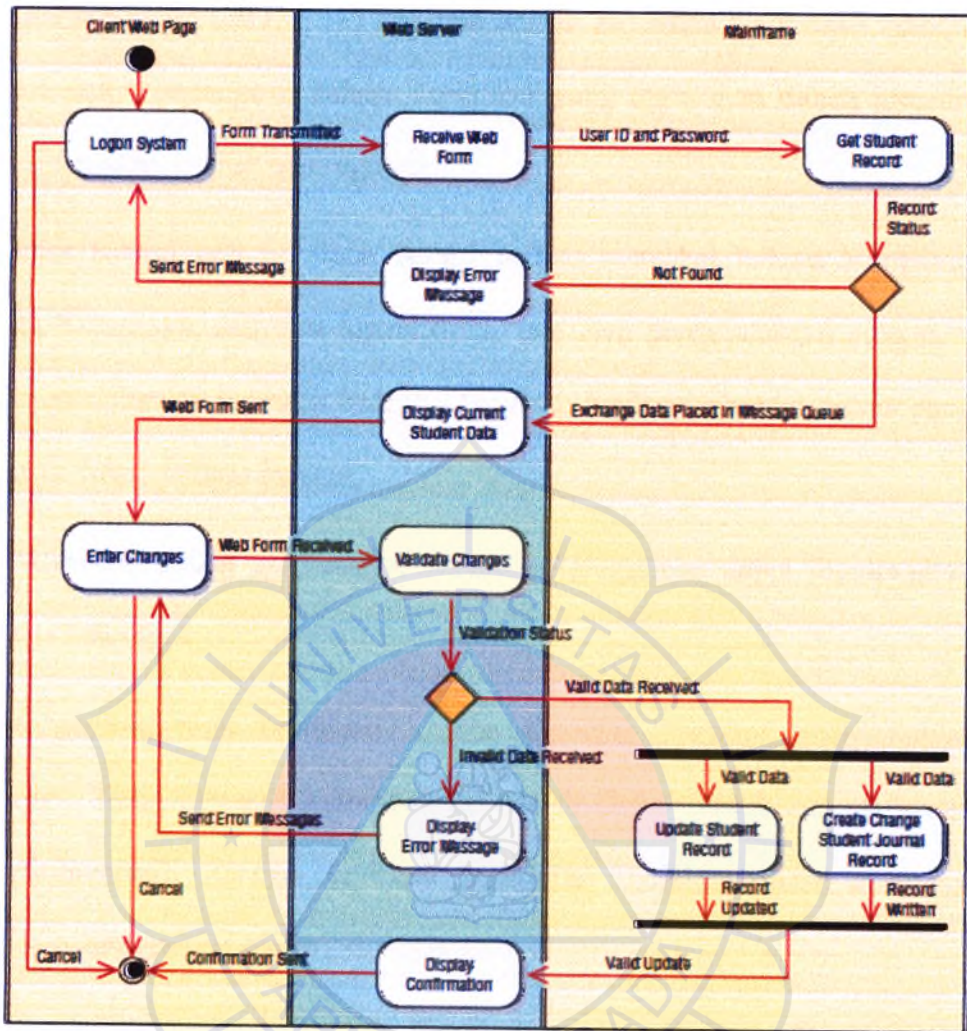 Client Web Page
Web Server
Mainframe
Logon System
Form Transmitted
Receive Web
Form
User ID and Password
Get Student
Record
Record
Status
Send Error Message
Display Error
Message
Not Found
Web Form Sent
Display Current
Student Data
Exchange Data Placed In Message Queue
Enter Changes
Web Form Received
Validate Changes
Validation Status
Valid Data Received
Invalid Data Received
Valid Data
Valid Data
Send Error Messages
Display
Error Message
Update Student
Record
Create Change
Student Journal
Record
Cancel
Record
Updated
Record
Written
Cancel
Confirmation Sent
Display
Confirmation
Valid Update
UNIVERSITAS